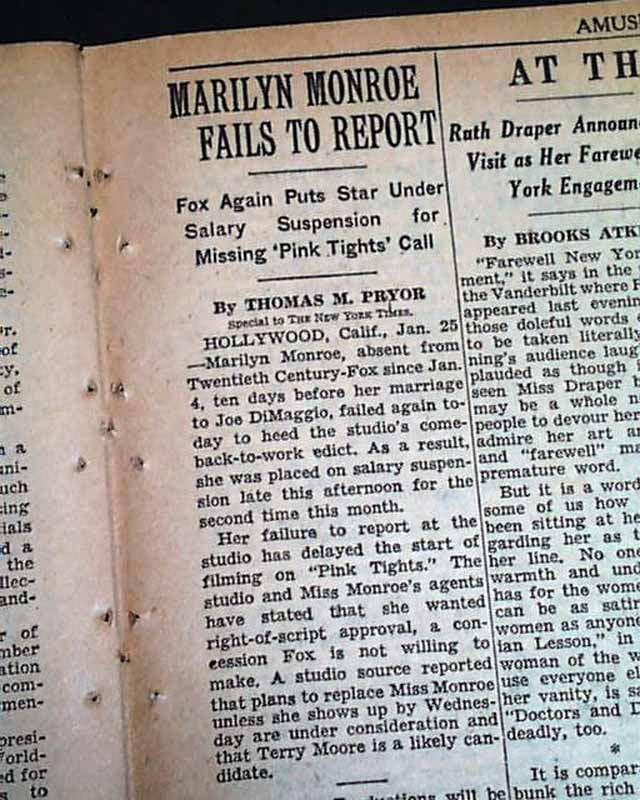 AMUS
MARILYN MONROE
FAILS TO REPORT
Fox Again Puts Star Under
Salary Suspension for
Missing 'Pink Tights' Call
By THOMAS M. PRYOR
Special to THE NEW YORK TIMES.
HOLLYWOOD, Calif., Jan. 25
—Marilyn Monroe, absent from
Twentieth Century-Fox since Jan.
4, ten days before her marriage
to Joe DiMaggio, failed again to-
day to heed the studio's come-
back-to-work edict. As a result,
she was placed on salary suspen-
sion late this afternoon for the
second time this month.
Her failure to report at the
studio has delayed the start of
filming on "Pink Tights." The
studio and Miss Monroe's agents
have stated that she wanted
right-of-script approval, a con-
cession Fox is not willing to
make. A studio source reported
that plans to replace Miss Monroe
unless she shows up by Wednes-
day are under consideration and
that Terry Moore is a likely can-
didate.
will be
AT TH
Ruth Draper Announ
Visit as Her Farewe
York Engagem
By BROOKS ATK
"Farewell New Yor
ment," it says in the
the Vanderbilt where R
appeared last evenin
those doleful words
to be taken literally
ning's audience laug
plauded as though
seen Miss Draper
may be a whole n
people to devour her
admire her art an
and "farewell" ma
premature word.
But it is a word
some of us how
been sitting at he
garding her as t
her line. No one
warmth and und
has for the wome
can be as satir
women as anyone
ian Lesson," in
woman of the w
use everyone el
her vanity, is sa
"Doctors and D
deadly, too.
*
It is compar
bunk the rich